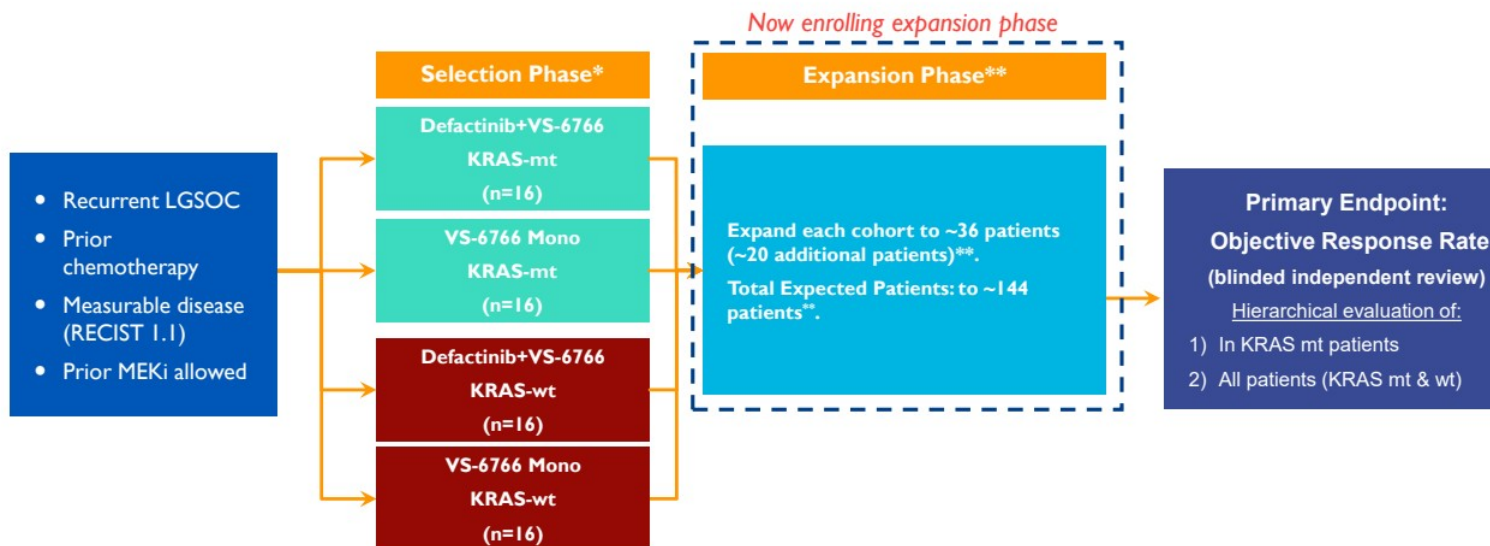 Now enrolling expansion phase
Selection Phase*
Expansion Phase**
• Recurrent LGSOC
• Prior
chemotherapy
• Measurable disease
(RECIST 1.1)
• Prior MEKi allowed
Defactinib+VS-6766
KRAS-mt
(n=16)
VS-6766 Mono
KRAS-mt
(n=16)
Defactinib+VS-6766
KRAS-wt
(n=16)
VS-6766 Mono
KRAS-wt
(n=16)
Expand each cohort to ~36 patients
(~20 additional patients)**.
Total Expected Patients: to ~144
patients**.
Primary Endpoint:
Objective Response Rate
(blinded independent review)
Hierarchical evaluation of:
1) In KRAS mt patients
2) All patients (KRAS mt & wt)